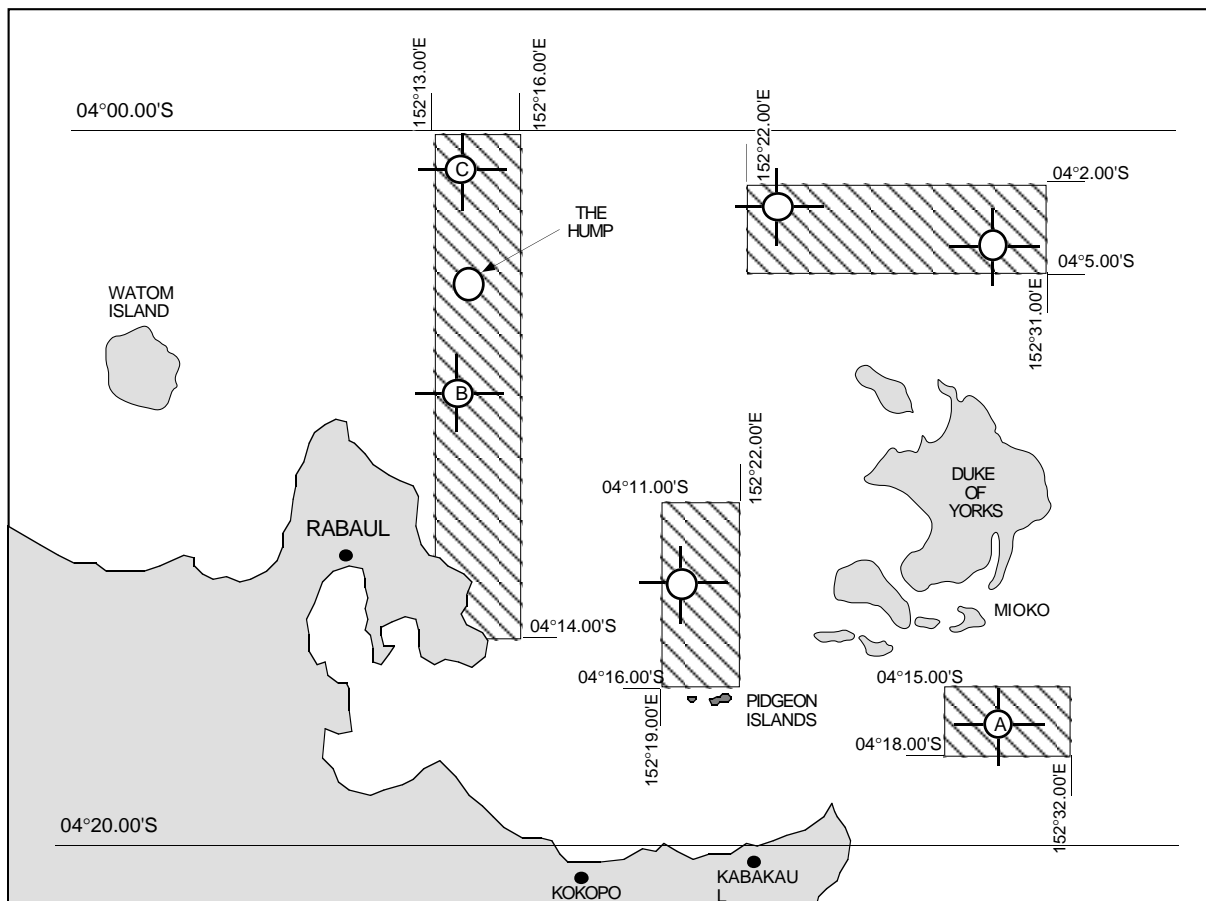 152°13.00'E
152°16.00'E
04°00.00'S
152°22.00'E
04°2.00'S
C
THE
HUMP
04°5.00'S
WATOM
ISLAND
152°31.00'E
B
152°22.00'E
04°11.00'S
DUKE
OF
YORKS
RABAUL
MIOKO
04°14.00'S
04°16.00'S
04°15.00'S
PIDGEON
ISLANDS
152°19.00'E
A
04°18.00'S
152°32.00'E
04°20.00'S
KOKOPO
KABAKAU
L